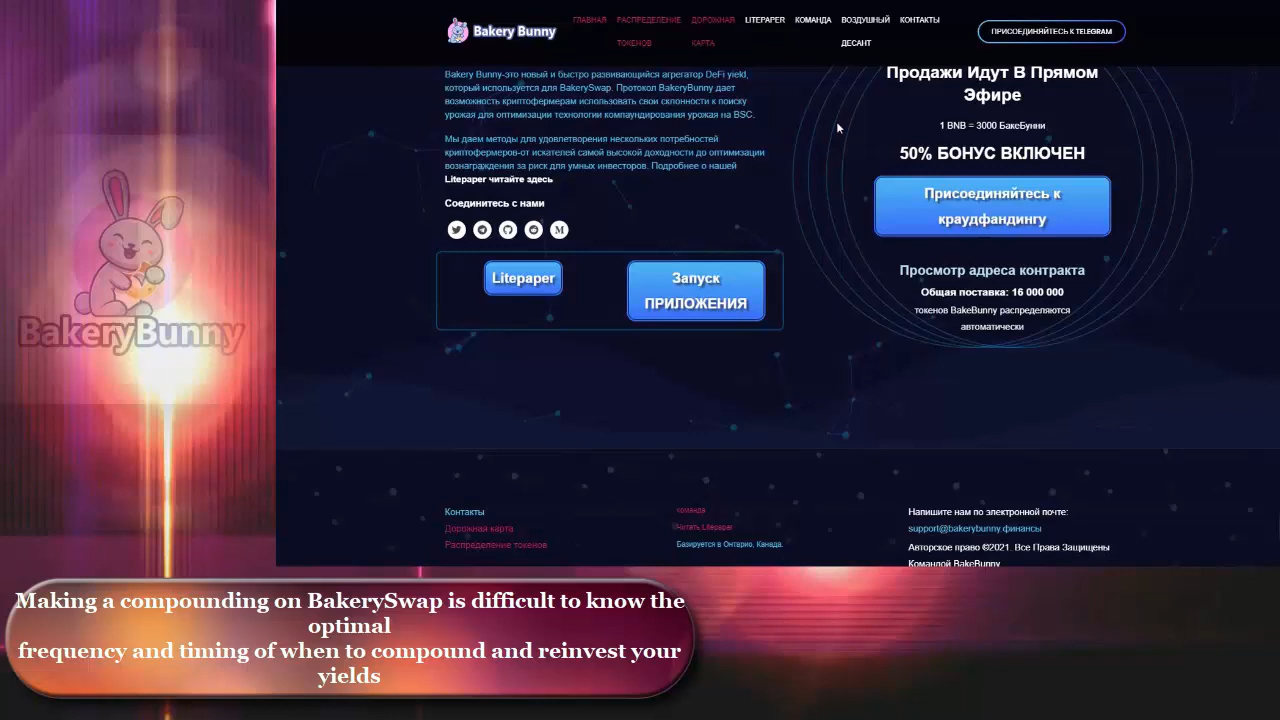 Bakery Bunny
ГЛАВНАЯ
РАСПРЕДЕЛЕНИЕ
ТОКЕНОВ
ДОРОЖНАЯ
КАРТА
LITEPAPER
КОМАНДА
ВОЗДУШНЫЙ
ДЕСАНТ
КОНТАКТЫ
ПРИСОЕДИНЯЙТЕСЬ К TELEGRAM
Bakery Bunny-это новый и быстро развивающийся агрегатор DeFi yield,
который используется для BakerySwap. Протокол BakeryBunny дает
возможность криптофермерам использовать свои склонности к поиску
урожая для оптимизации технологии компаундирования урожая на BSC.
Мы даем методы для удовлетворения нескольких потребностей
криптофермеров-от искателей самой высокой доходности до оптимизации
вознаграждения за риск для умных инвесторов. Подробнее о нашей
Litepaper читайте здесь
Соединитесь с нами
Litepaper
Запуск
ПРИЛОЖЕНИЯ
Продажи Идут В Прямом
Эфире
1 BNB = 3000 БакеБунни
50% БОНУС ВКЛЮЧЕН
Присоединяйтесь к
краудфандингу
Просмотр адреса контракта
Общая поставка: 16 000 000
токенов BakeBunny распределяются
автоматически
BakeryBunny
Контакты
Дорожная карта
Распределение токенов
Команда
Читать Litepaper
Базируется в Онтарио, Канада.
Напишите нам по электронной почте:
support@bakerybunny.финансы
Авторское право ©2021. Все Права Защищены
Командой BakeBunny
Making a compounding on BakerySwap is difficult to know the
optimal
frequency and timing of when to compound and reinvest your
yields